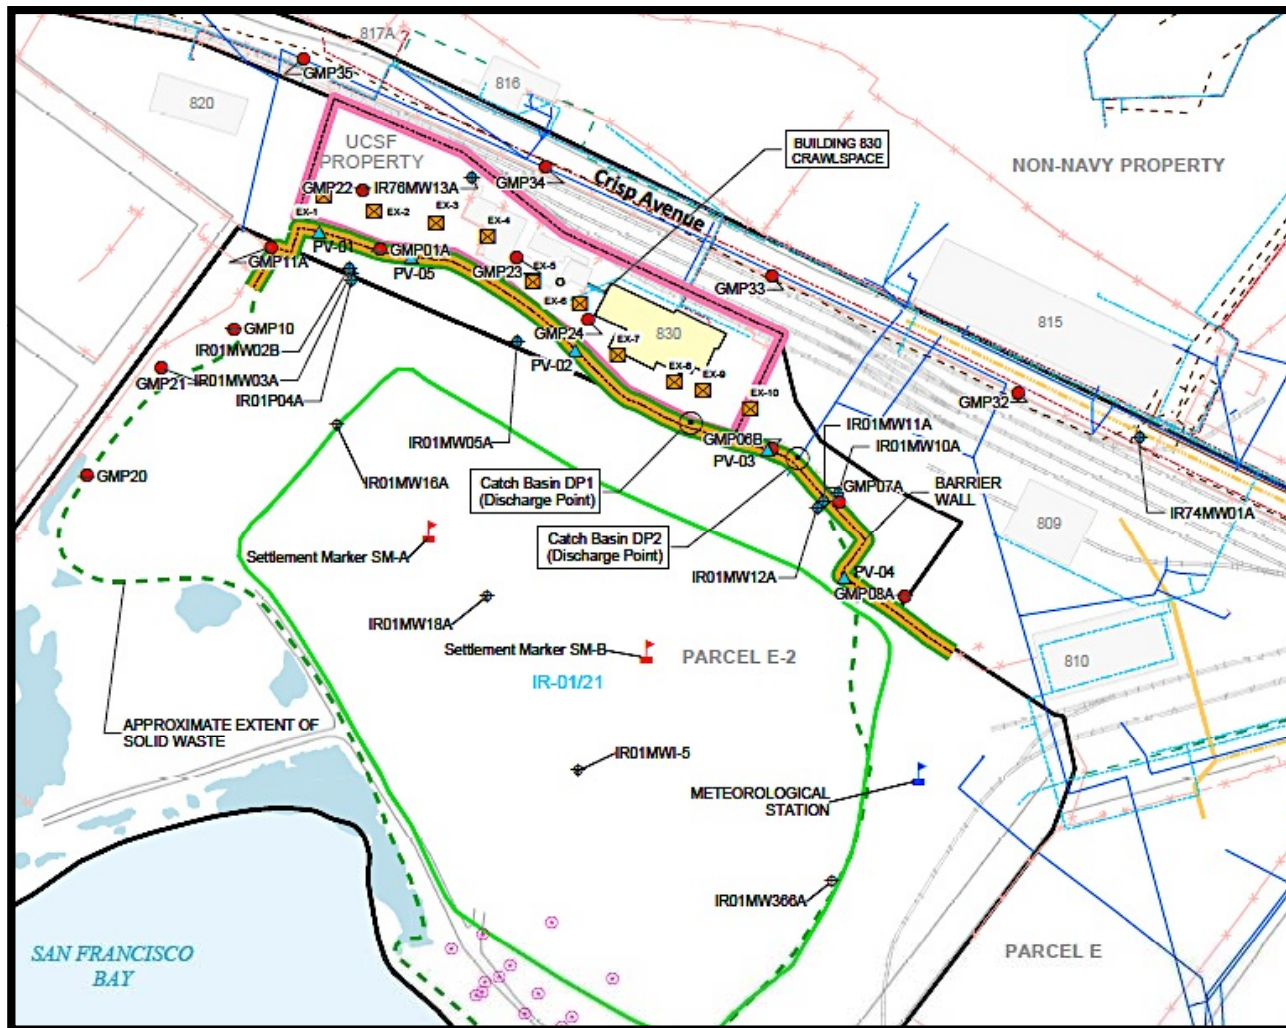 817A
GMP35
816
820
UCSF
PROPERTY
BUILDING 830
CRAWLSPACE
NON-NAVY PROPERTY
Crisp Avenue
GMP22
IR76MW13A
GMP34
EX-1
EX-2
EX-3
EX-4
PV-01
GMP01A
GMP11A
PV-05
GMP23
EX-5
EX-6
GMP33
GMP10
GMP24
830
815
IR01MW02B
EX-7
PV-02
GMP21
IR01MW03A
EX-8
EX-9
IR01P04A
EX-10
GMP32
IR01MW05A
GMP06B
IR01MW11A
IR01MW10A
PV-03
GMP20
IR01MW16A
Catch Basin DP1
(Discharge Point)
GMP07A
BARRIER
WALL
IR74MW01A
809
Catch Basin DP2
(Discharge Point)
Settlement Marker SM-A
IR01MW12A
PV-04
GMP08A
IR01MW18A
Settlement Marker SM-B
PARCEL E-2
810
IR-01/21
APPROXIMATE EXTENT OF
SOLID WASTE
IR01MWI-5
METEOROLOGICAL
STATION
IR01MW366A
SAN FRANCISCO
BAY
PARCEL E